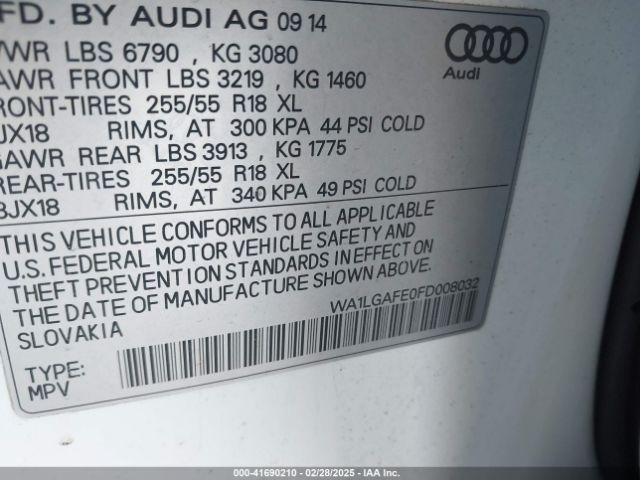 FD. BY AUDI AG 09 14
WR LBS 6790 , KG 3080
AWR FRONT LBS 3219 , KG 1460
RONT-TIRES 255/55 R18 XL
JX18 RIMS, AT 300 KPA 44 PSI COLD
AWR REAR LBS 3913 , KG 1775
REAR-TIRES 255/55 R18 XL
8JX18 RIMS, AT 340 KPA 49 PSI COLD
THIS VEHICLE CONFORMS TO ALL APPLICABLE
U.S. FEDERAL MOTOR VEHICLE SAFETY AND
THEFT PREVENTION STANDARDS IN EFFECT ON
THE DATE OF MANUFACTURE SHOWN ABOVE.
SLOVAKIA
WA1LGAFE0FD008032
TYPE:
MPV
Audi
000-41690210 - 02/28/2025 - IAA Inc.